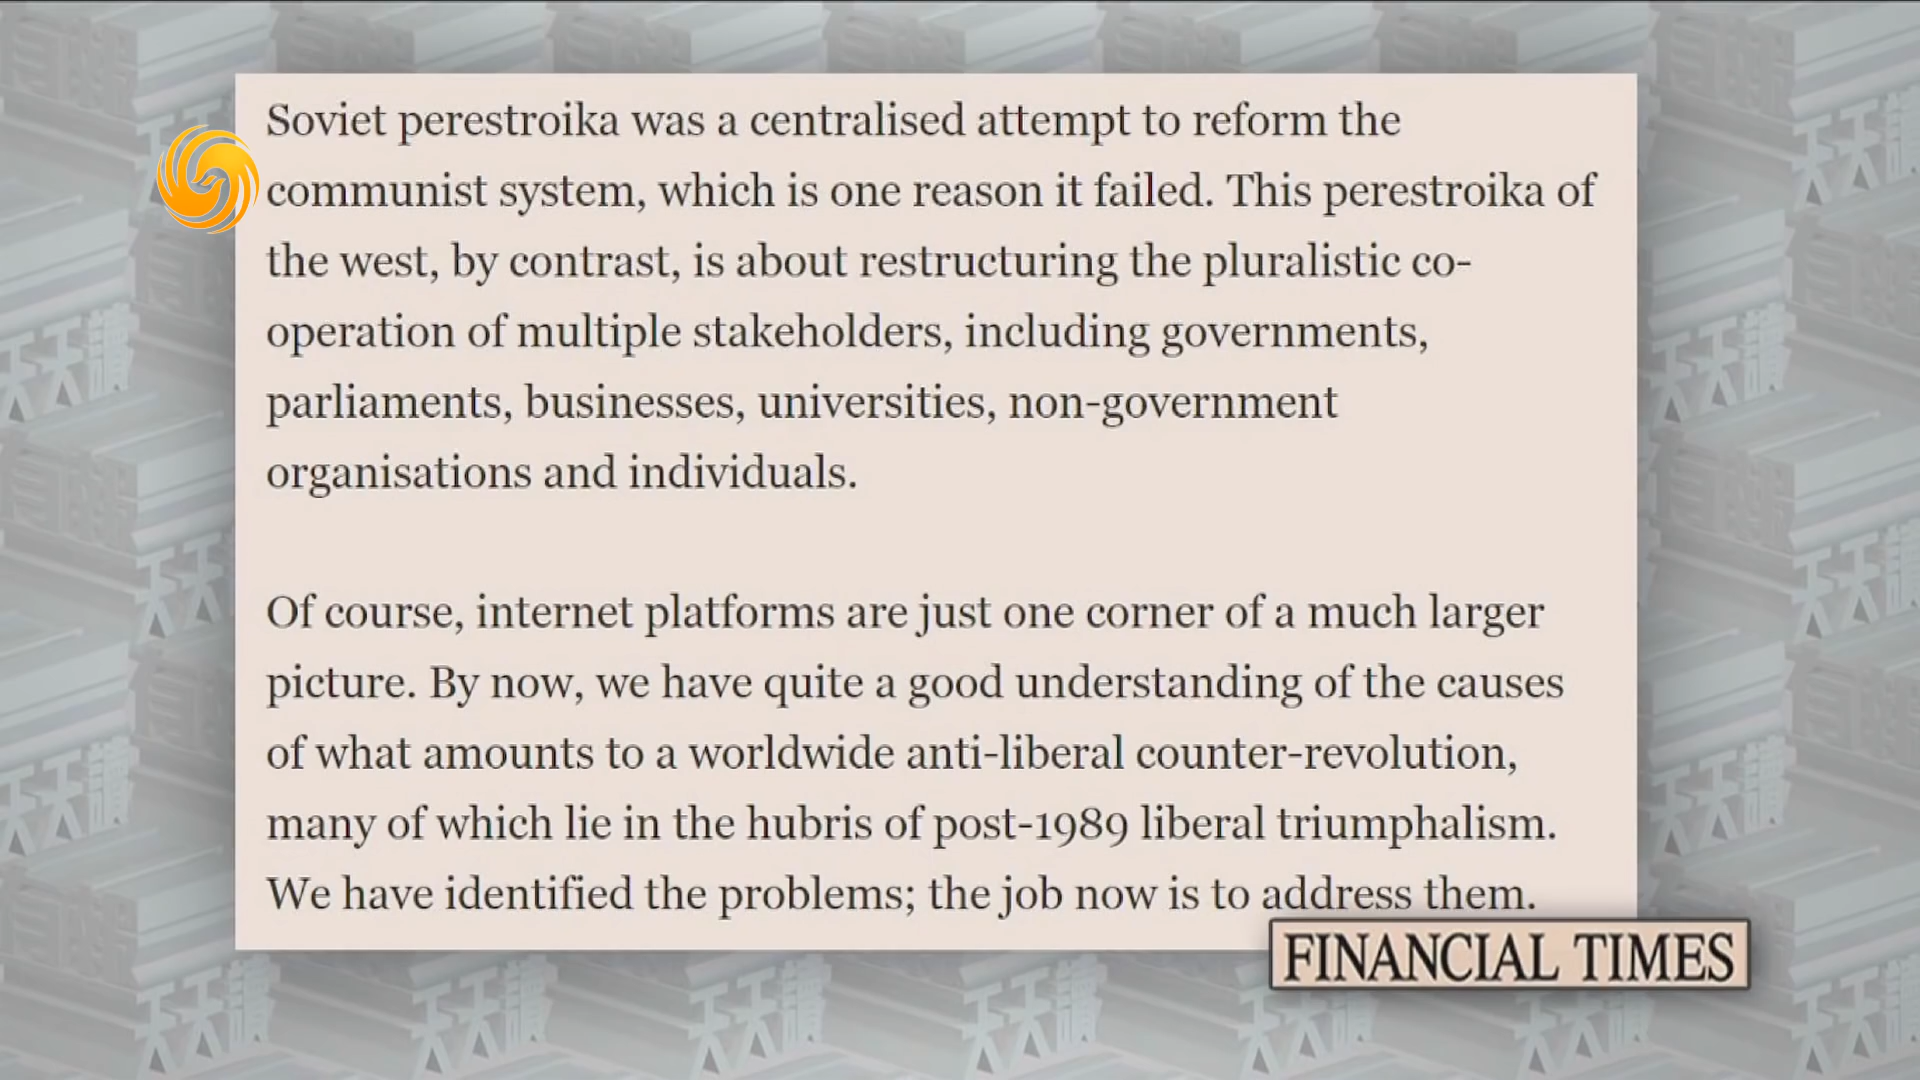 Soviet perestroika was a centralised attempt to reform the
communist system, which is one reason it failed. This perestroika of
the west, by contrast, is about restructuring the pluralistic co-
operation of multiple stakeholders, including governments,
parliaments, businesses, universities, non-government
organisations and individuals.
Of course, internet platforms are just one corner of a much larger
picture. By now, we have quite a good understanding of the causes
of what amounts to a worldwide anti-liberal counter-revolution,
many of which lie in the hubris of post-1989 liberal triumphalism.
We have identified the problems; the job now is to address them.
FINANCIAL TIMES